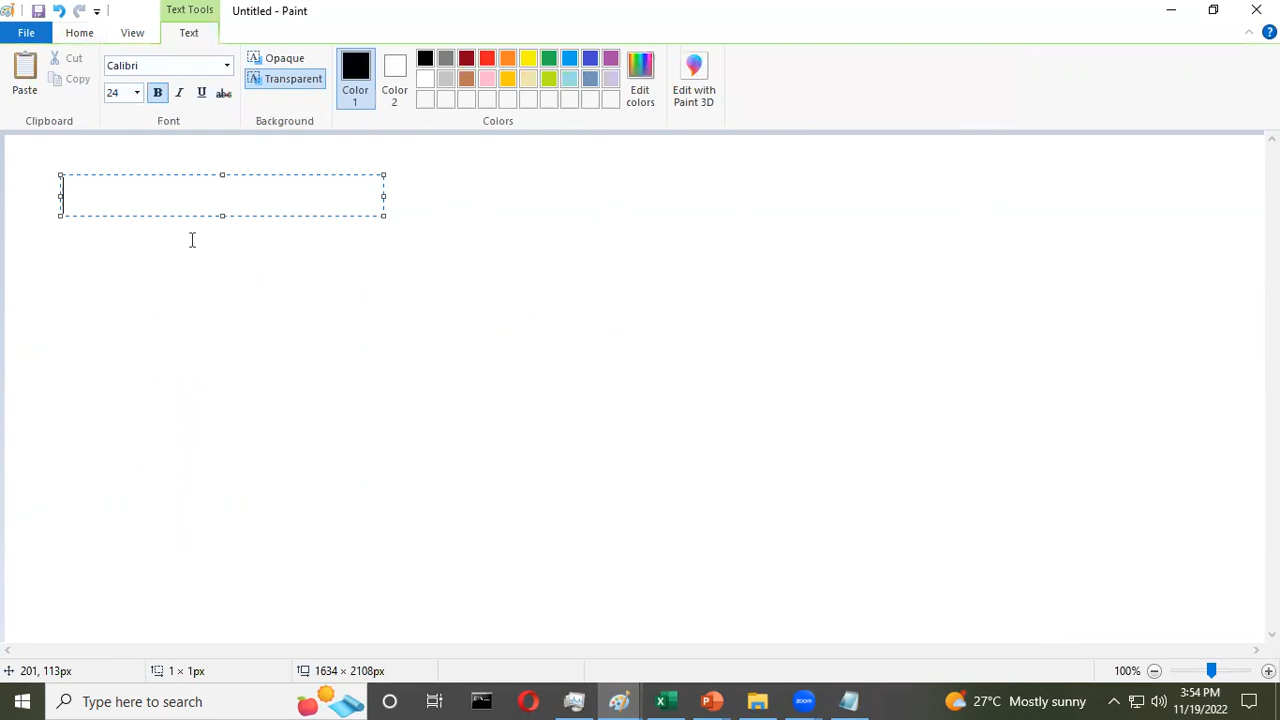 Text Tools
Untitled - Paint
File
Home
View
Text
Paste
Cut
Copy
Clipboard
Calibri
24
B
I
U
abc
Font
A Opaque
A Transparent
Background
Color 1
Color 2
Edit colors
Colors
Edit with Paint 3D
201, 113px
1 × 1px
1634 × 2108px
100%
Type here to search
zoom
27°C Mostly sunny
3:54 PM
11/19/2022